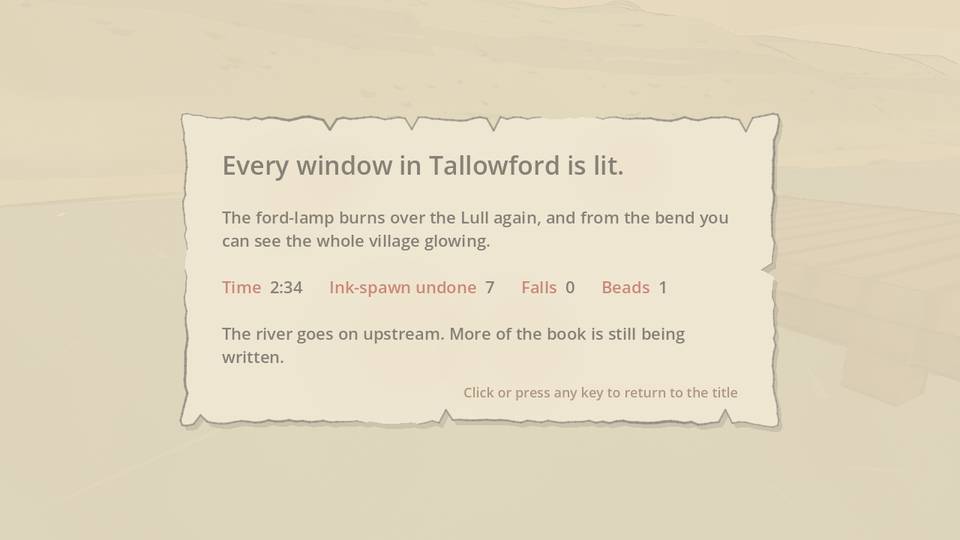 Every window in Tallowford is lit.
The ford-lamp burns over the Lull again, and from the bend you
can see the whole village glowing.
Time 2:34 Ink-spawn undone 7 Falls 0 Beads 1
The river goes on upstream. More of the book is still being
written.
Click or press any key to return to the title